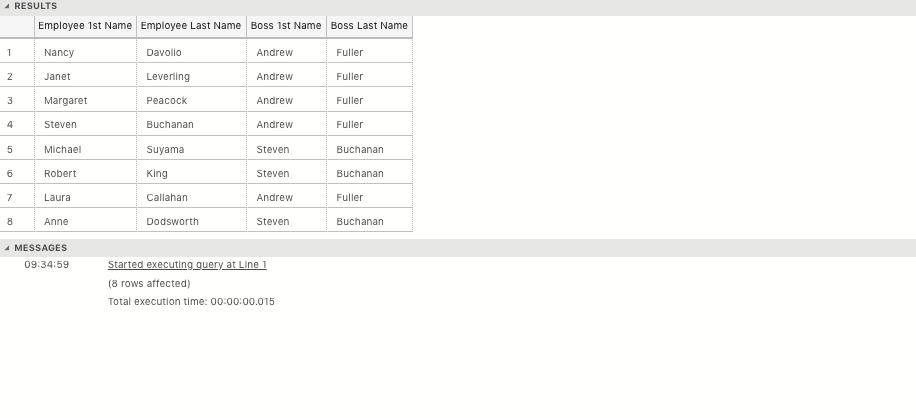 RESULTS
Employee 1st Name Employee Last Name Boss 1st Name Boss Last Name
1 Nancy Davolio Andrew Fuller
2 Janet Leverling Andrew Fuller
3 Margaret Peacock Andrew Fuller
4 Steven Buchanan Andrew Fuller
5 Michael Suyama Steven Buchanan
6 Robert King Steven Buchanan
7 Laura Callahan Andrew Fuller
8 Anne Dodsworth Steven Buchanan
MESSAGES
09:34:59 Started executing query at Line 1
(8 rows affected)
Total execution time: 00:00:00.015